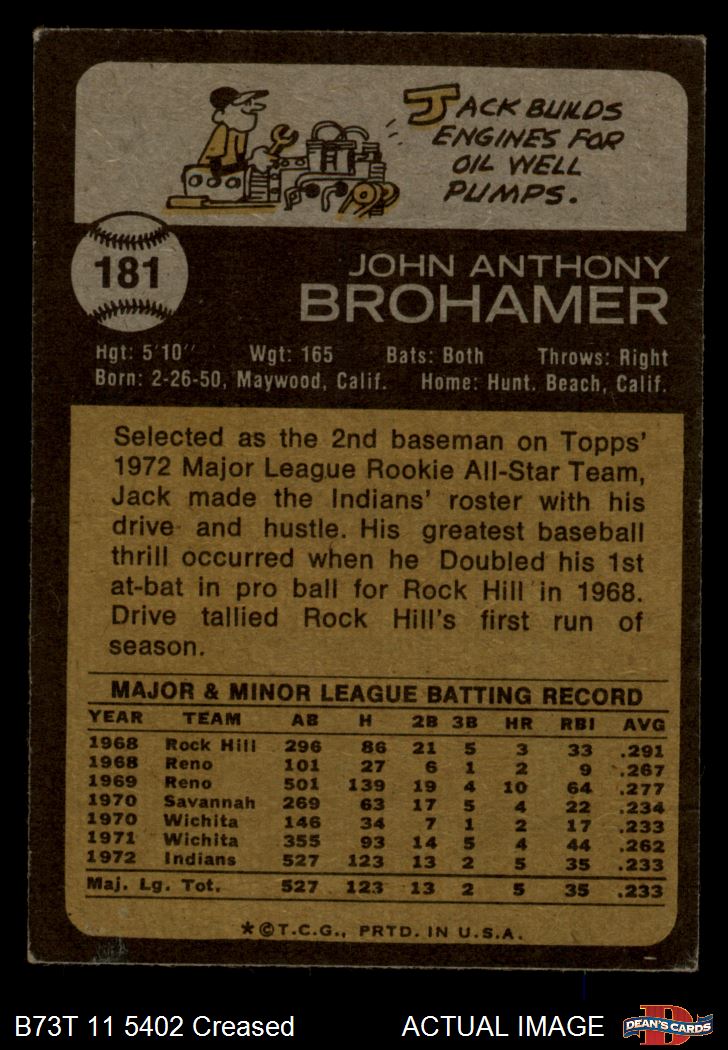 JACK BUILDS
ENGINES FOR
OIL WELL
PUMPS.
181
JOHN ANTHONY
BROHAMER
Hgt: 5'10" Wgt: 165 Bats: Both Throws: Right
Born: 2-26-50, Maywood, Calif. Home: Hunt. Beach, Calif.
Selected as the 2nd baseman on Topps'
1972 Major League Rookie All-Star Team,
Jack made the Indians' roster with his
drive and hustle. His greatest baseball
thrill occurred when he Doubled his 1st
at-bat in pro ball for Rock Hill in 1968.
Drive tallied Rock Hill's first run of
season.
MAJOR & MINOR LEAGUE BATTING RECORD
YEAR TEAM AB H 2B 3B HR RBI AVG
1968 Rock Hill 296 86 21 5 3 33 .291
1968 Reno 101 27 6 1 2 9 .267
1969 Reno 501 139 19 4 10 64 .277
1970 Savannah 269 63 17 5 4 22 .234
1970 Wichita 146 34 7 1 2 17 .233
1971 Wichita 355 93 14 5 4 44 .262
1972 Indians 527 123 13 2 5 35 .233
Maj. Lg. Tot. 527 123 13 2 5 35 .233
*©T.C.G., PRTD. IN U.S.A.
B73T 11 5402 Creased ACTUAL IMAGE
D
DEAN'S CARDS